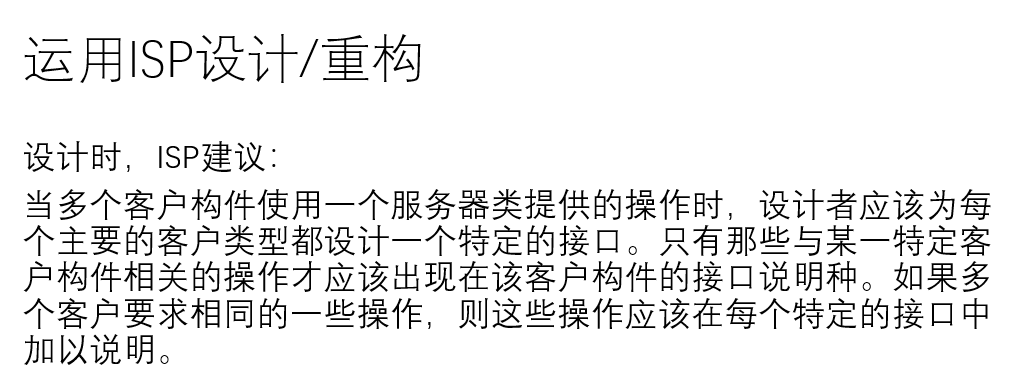 运用ISP设计/重构
设计时，ISP建议：
当多个客户构件使用一个服务器类提供的操作时，设计者应该为每
个主要的客户类型都设计一个特定的接口。只有那些与某一特定客
户构件相关的操作才应该出现在该客户构件的接口说明种。如果多
个客户要求相同的一些操作，则这些操作应该在每个特定的接口中
加以说明。